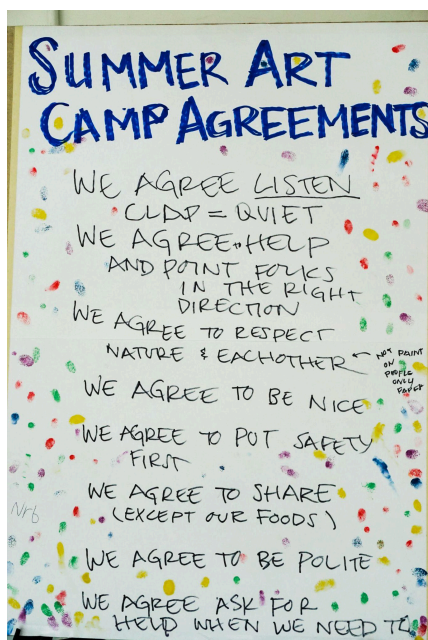 SUMMER ART
CAMP AGREEMENTS
WE AGREE LISTEN
CLAP = QUIET
WE AGREE HELP
AND POINT FOLKS
IN THE RIGHT
DIRECTION
WE AGREE TO RESPECT
NATURE & EACHOTHER
NOT PAINT
ON
PEOPLE
ONLY
PAPER
WE AGREE TO BE NICE
WE AGREE TO PUT SAFETY
FIRST
WE AGREE TO SHARE
(EXCEPT OUR FOODS)
WE AGREE TO BE POLITE
WE AGREE ASK FOR
HELP WHEN WE NEED TO